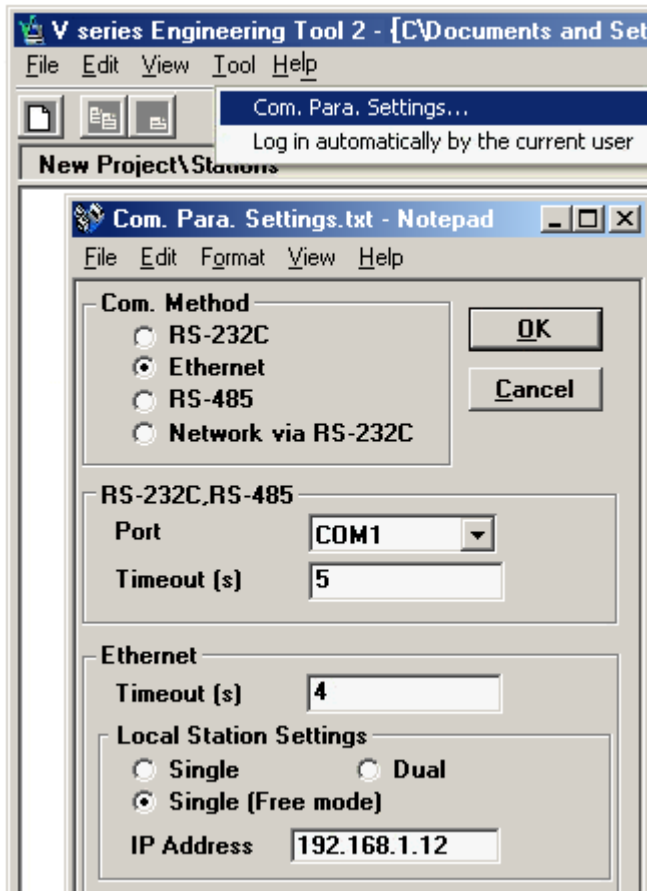 V series Engineering Tool 2 - [C\Documents and Set
File Edit View Tool Help
Com. Para. Settings...
Log in automatically by the current user
New Project\Stations
Com. Para. Settings.txt - Notepad
File Edit Format View Help
Com. Method
RS-232C
OK
Ethernet
RS-485
Cancel
Network via RS-232C
RS-232C,RS-485
Port COM1
Timeout (s) 5
Ethernet
Timeout (s) 4
Local Station Settings
Single Dual
Single (Free mode)
IP Address 192.168.1.12